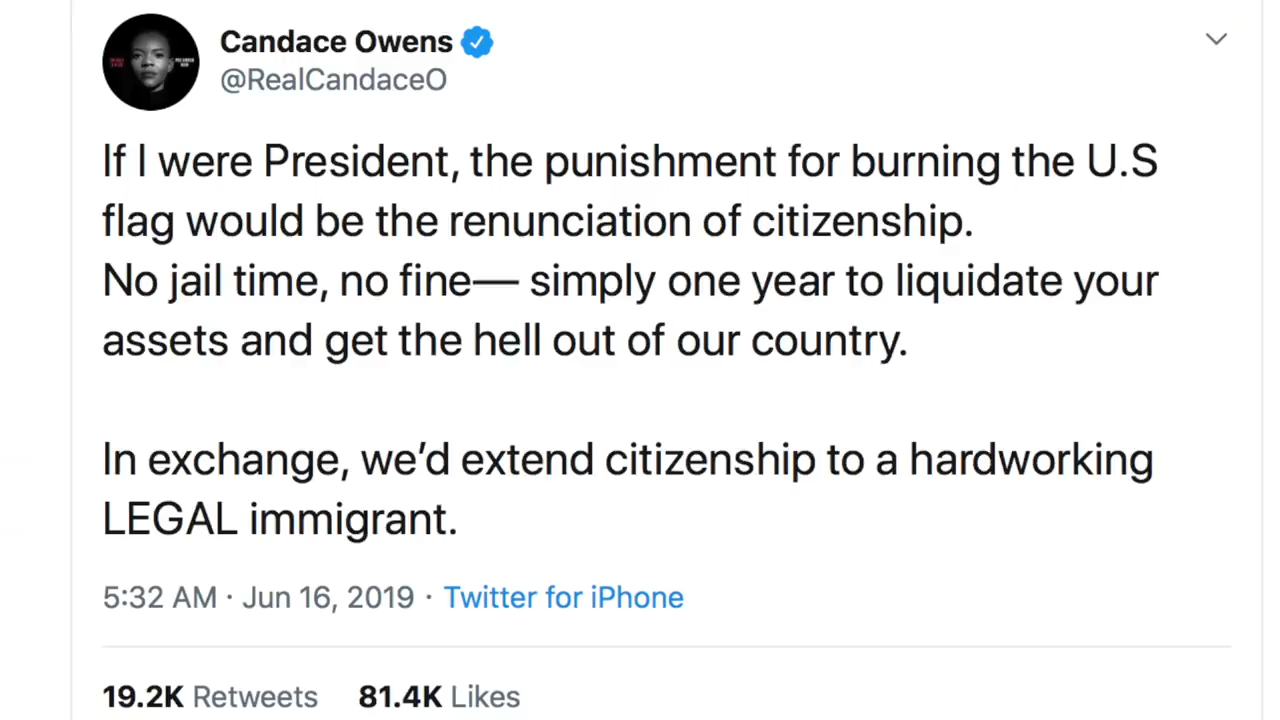 Candace Owens
@RealCandaceO
If I were President, the punishment for burning the U.S
flag would be the renunciation of citizenship.
No jail time, no fine— simply one year to liquidate your
assets and get the hell out of our country.
In exchange, we’d extend citizenship to a hardworking
LEGAL immigrant.
5:32 AM · Jun 16, 2019 · Twitter for iPhone
19.2K Retweets 81.4K Likes